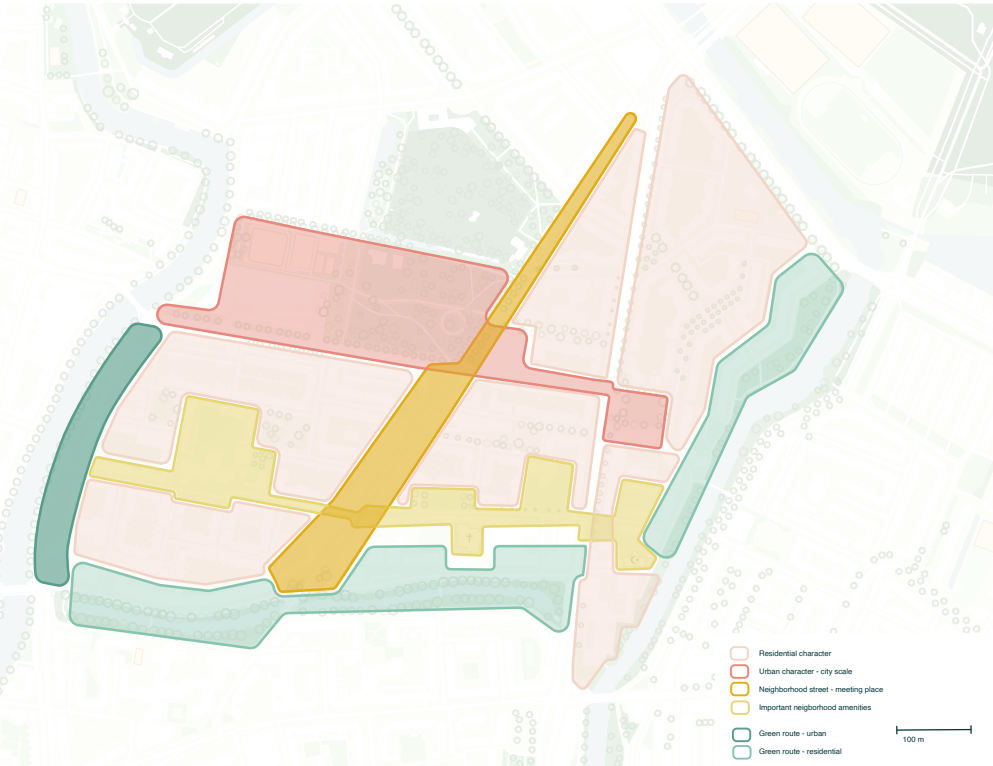 Residential character
Urban character - city scale
Neighborhood street - meeting place
Important neigborhood amenities
Green route - urban
Green route - residential
100 m